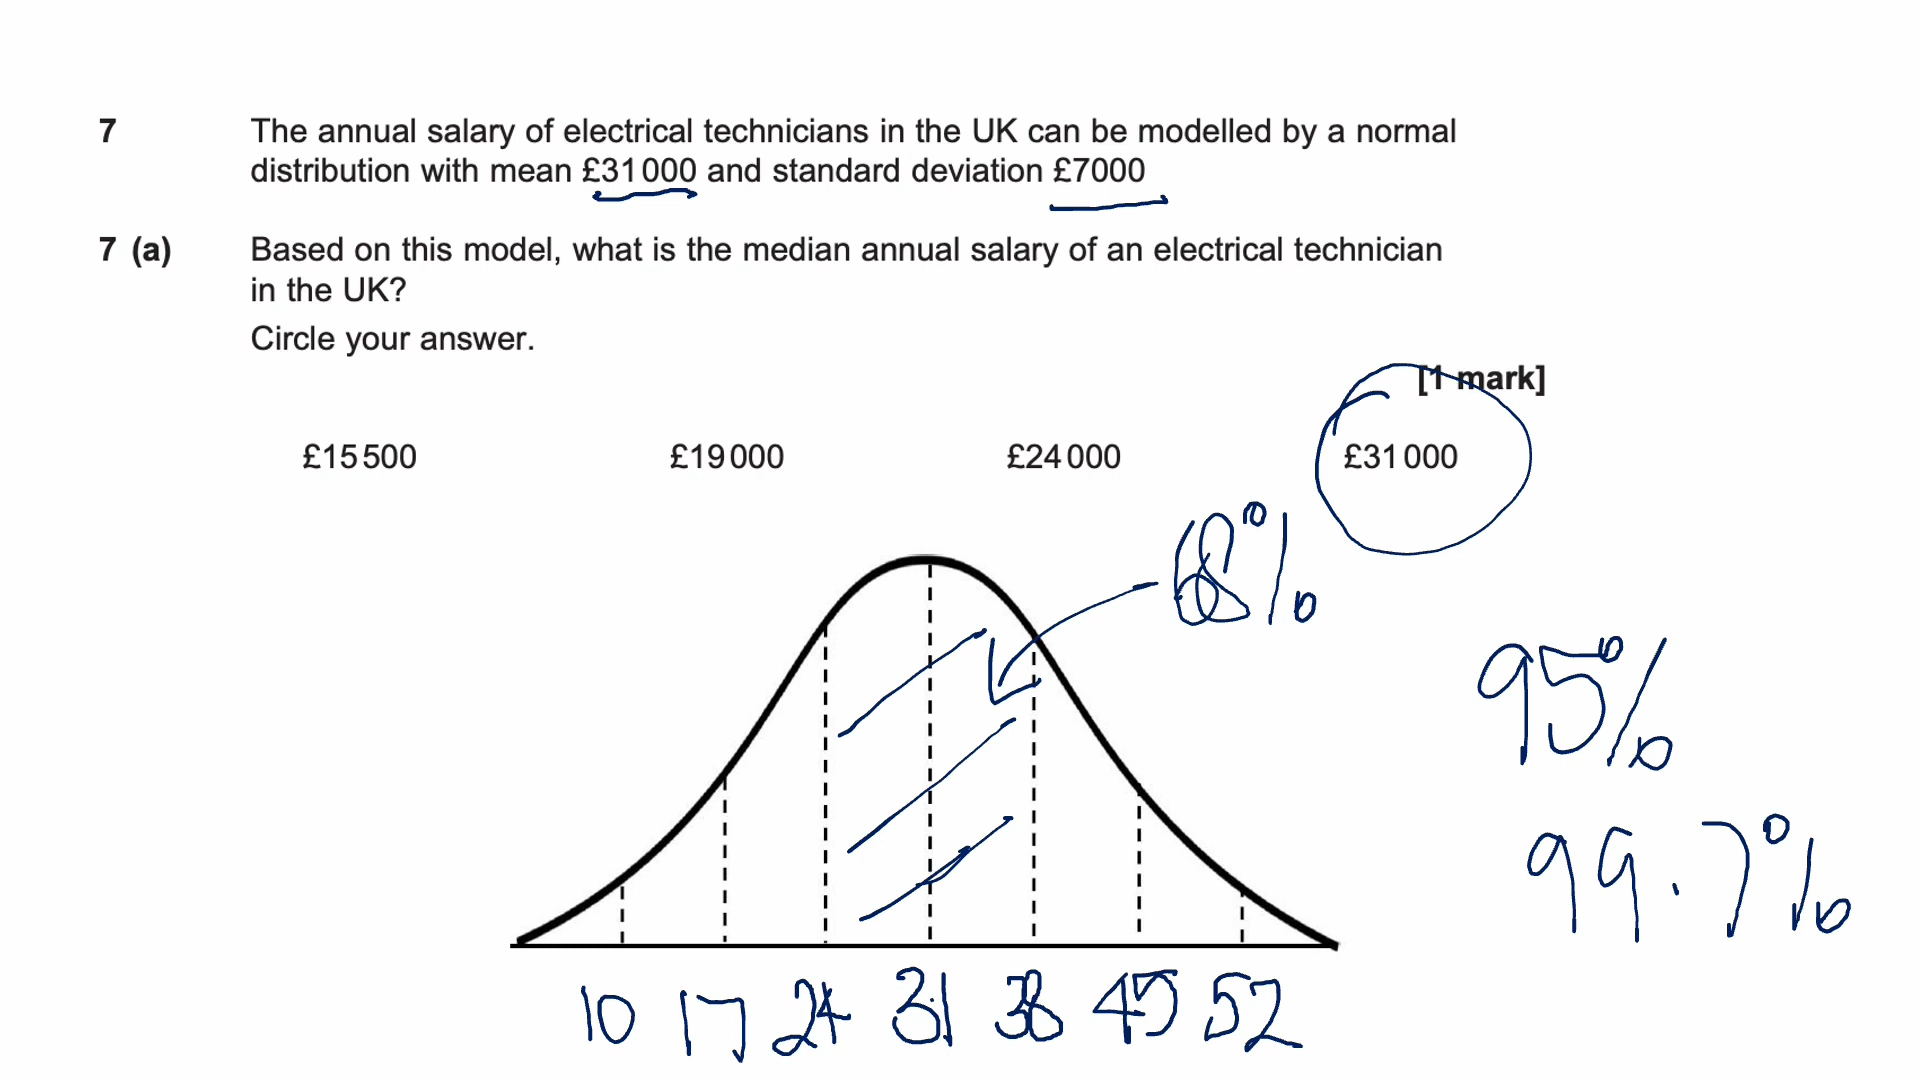 7 The annual salary of electrical technicians in the UK can be modelled by a normal
distribution with mean £31 000 and standard deviation £7000
7 (a) Based on this model, what is the median annual salary of an electrical technician
in the UK?
Circle your answer.
[1 mark]
£15 500 £19 000 £24 000 £31 000
68%
95%
99.7%
10 17 24 31 38 45 52